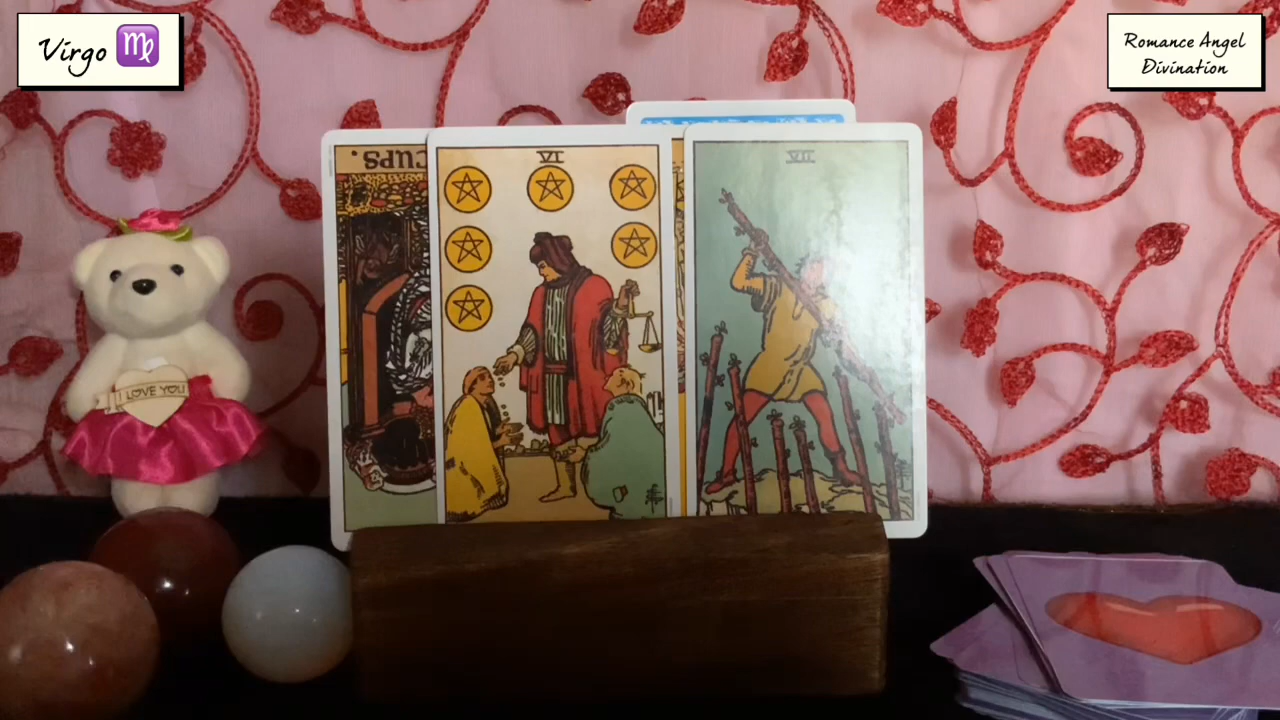 Virgo ♍
Romance Angel
Divination
CUPS.
VI
VII
I LOVE YOU